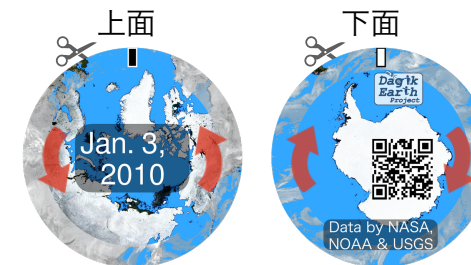 上面
下面
Jan. 3,
2010
Dagik
Earth
Project
Data by NASA,
NOAA & USGS